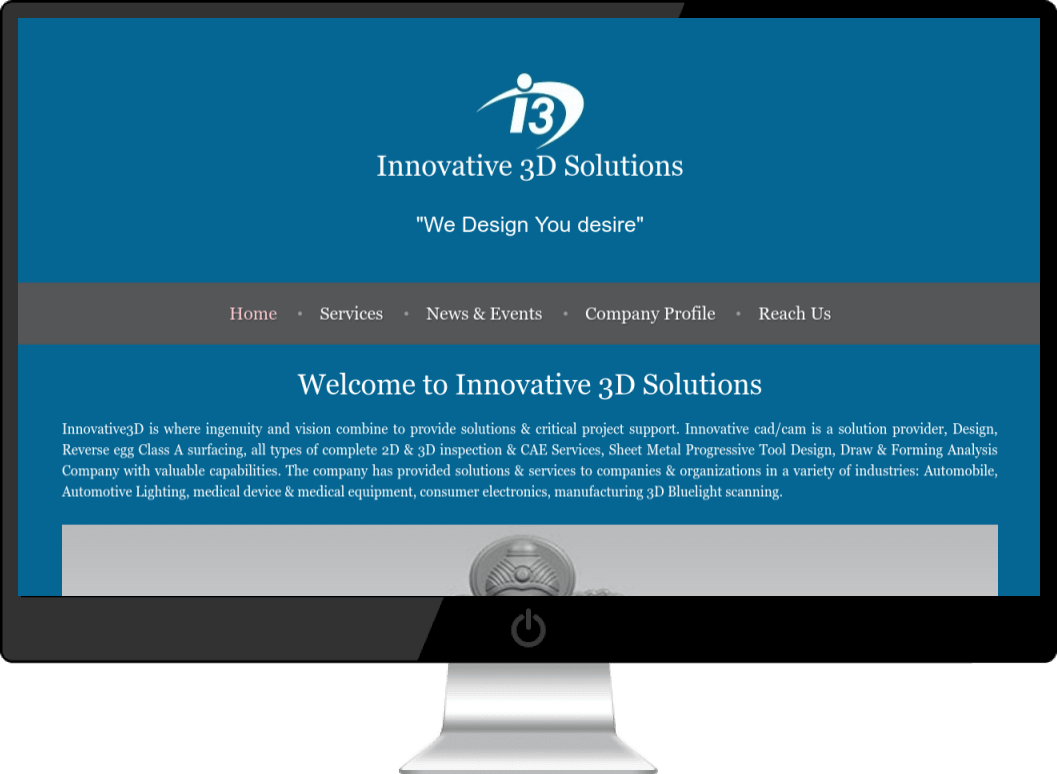 i3
Innovative 3D Solutions
"We Design You desire"
Home • Services • News & Events • Company Profile • Reach Us
Welcome to Innovative 3D Solutions
Innovative3D is where ingenuity and vision combine to provide solutions & critical project support. Innovative cad/cam is a solution provider, Design,
Reverse egg Class A surfacing, all types of complete 2D & 3D inspection & CAE Services, Sheet Metal Progressive Tool Design, Draw & Forming Analysis
Company with valuable capabilities. The company has provided solutions & services to companies & organizations in a variety of industries: Automobile,
Automotive Lighting, medical device & medical equipment, consumer electronics, manufacturing 3D Bluelight scanning.